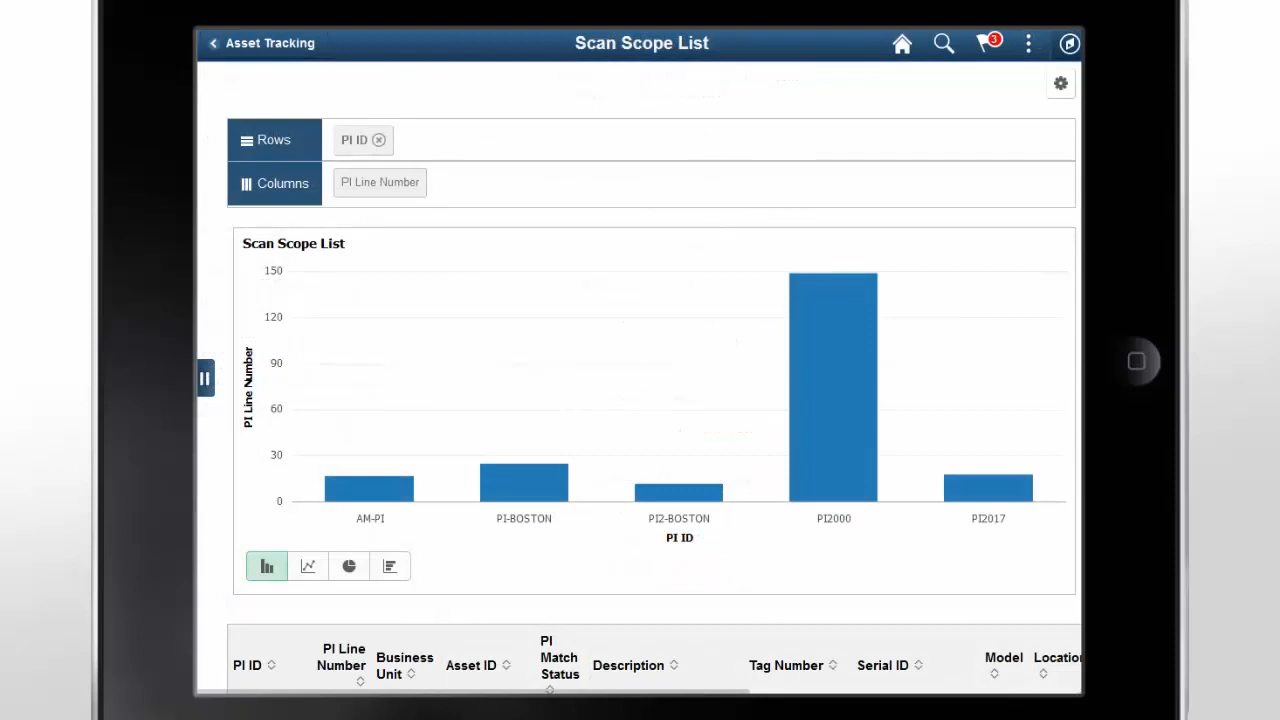 Asset Tracking
Scan Scope List
3
Rows
PI ID
Columns
PI Line Number
Scan Scope List
150
120
90
60
30
0
PI Line Number
AM-PI
PI-BOSTON
PI2-BOSTON
PI2000
PI2017
PI ID
PI ID
PI Line Number
Business Unit
Asset ID
PI Match Status
Description
Tag Number
Serial ID
Model
Location